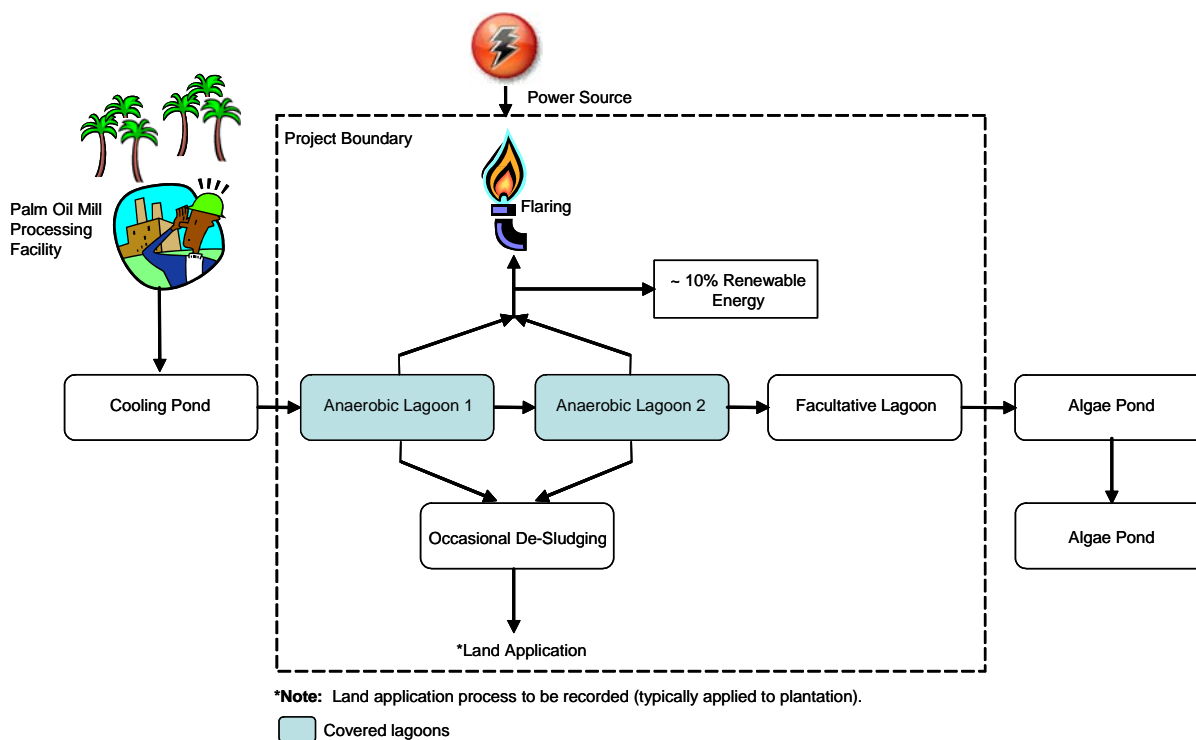 Power Source
Project Boundary
Flaring
Palm Oil Mill
Processing
Facility
~ 10% Renewable
Energy
Cooling Pond
Anaerobic Lagoon 1
Anaerobic Lagoon 2
Facultative Lagoon
Algae Pond
Occasional De-Sludging
Algae Pond
*Land Application
*Note: Land application process to be recorded (typically applied to plantation).
Covered lagoons